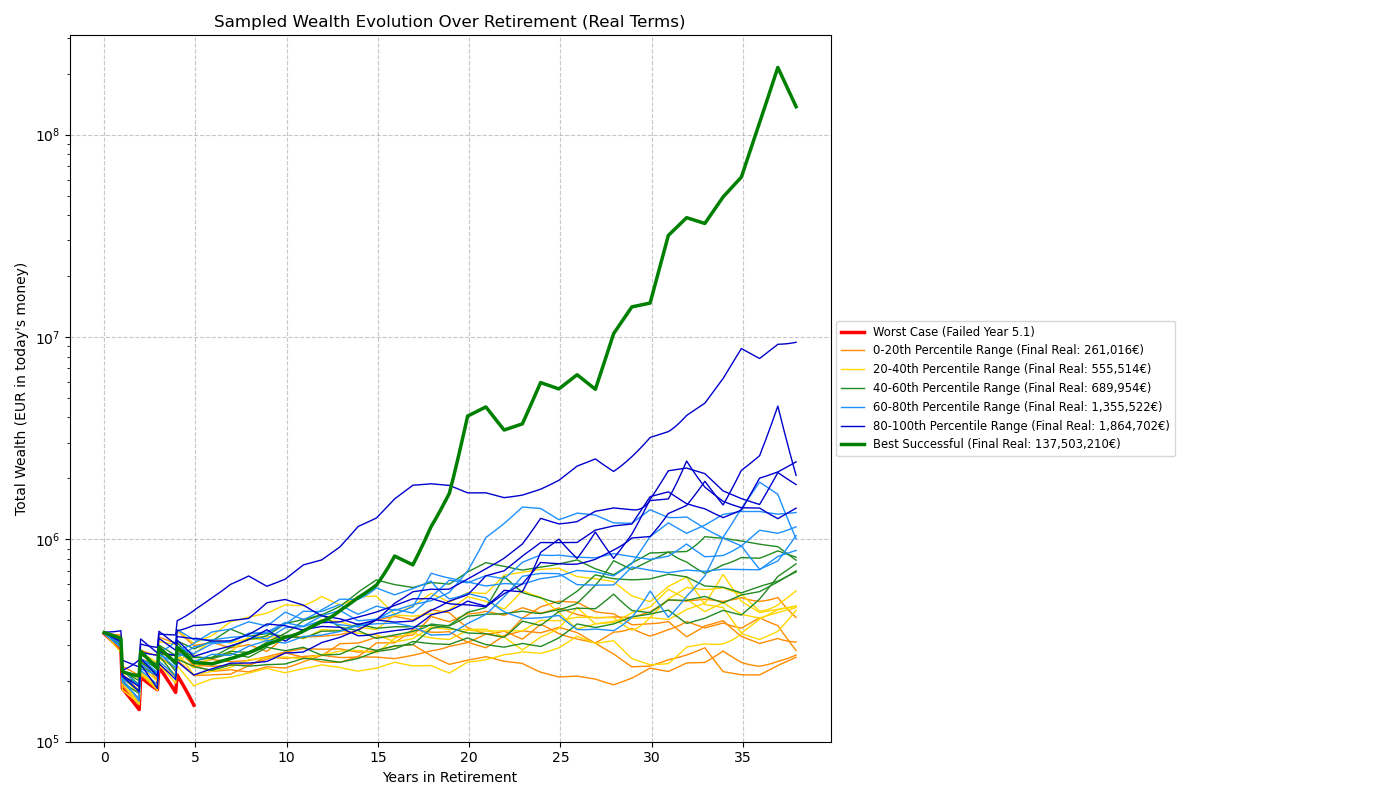 Sampled Wealth Evolution Over Retirement (Real Terms)
Total Wealth (EUR in today's money)
10^8
10^7
10^6
10^5
0 5 10 15 20 25 30 35
Years in Retirement
Worst Case (Failed Year 5.1)
0-20th Percentile Range (Final Real: 261,016€)
20-40th Percentile Range (Final Real: 555,514€)
40-60th Percentile Range (Final Real: 689,954€)
60-80th Percentile Range (Final Real: 1,355,522€)
80-100th Percentile Range (Final Real: 1,864,702€)
Best Successful (Final Real: 137,503,210€)